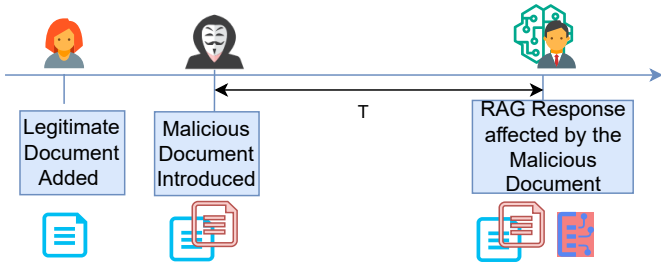 Legitimate
Document
Added
Malicious
Document
Introduced
T
RAG Response
affected by the
Malicious
Document